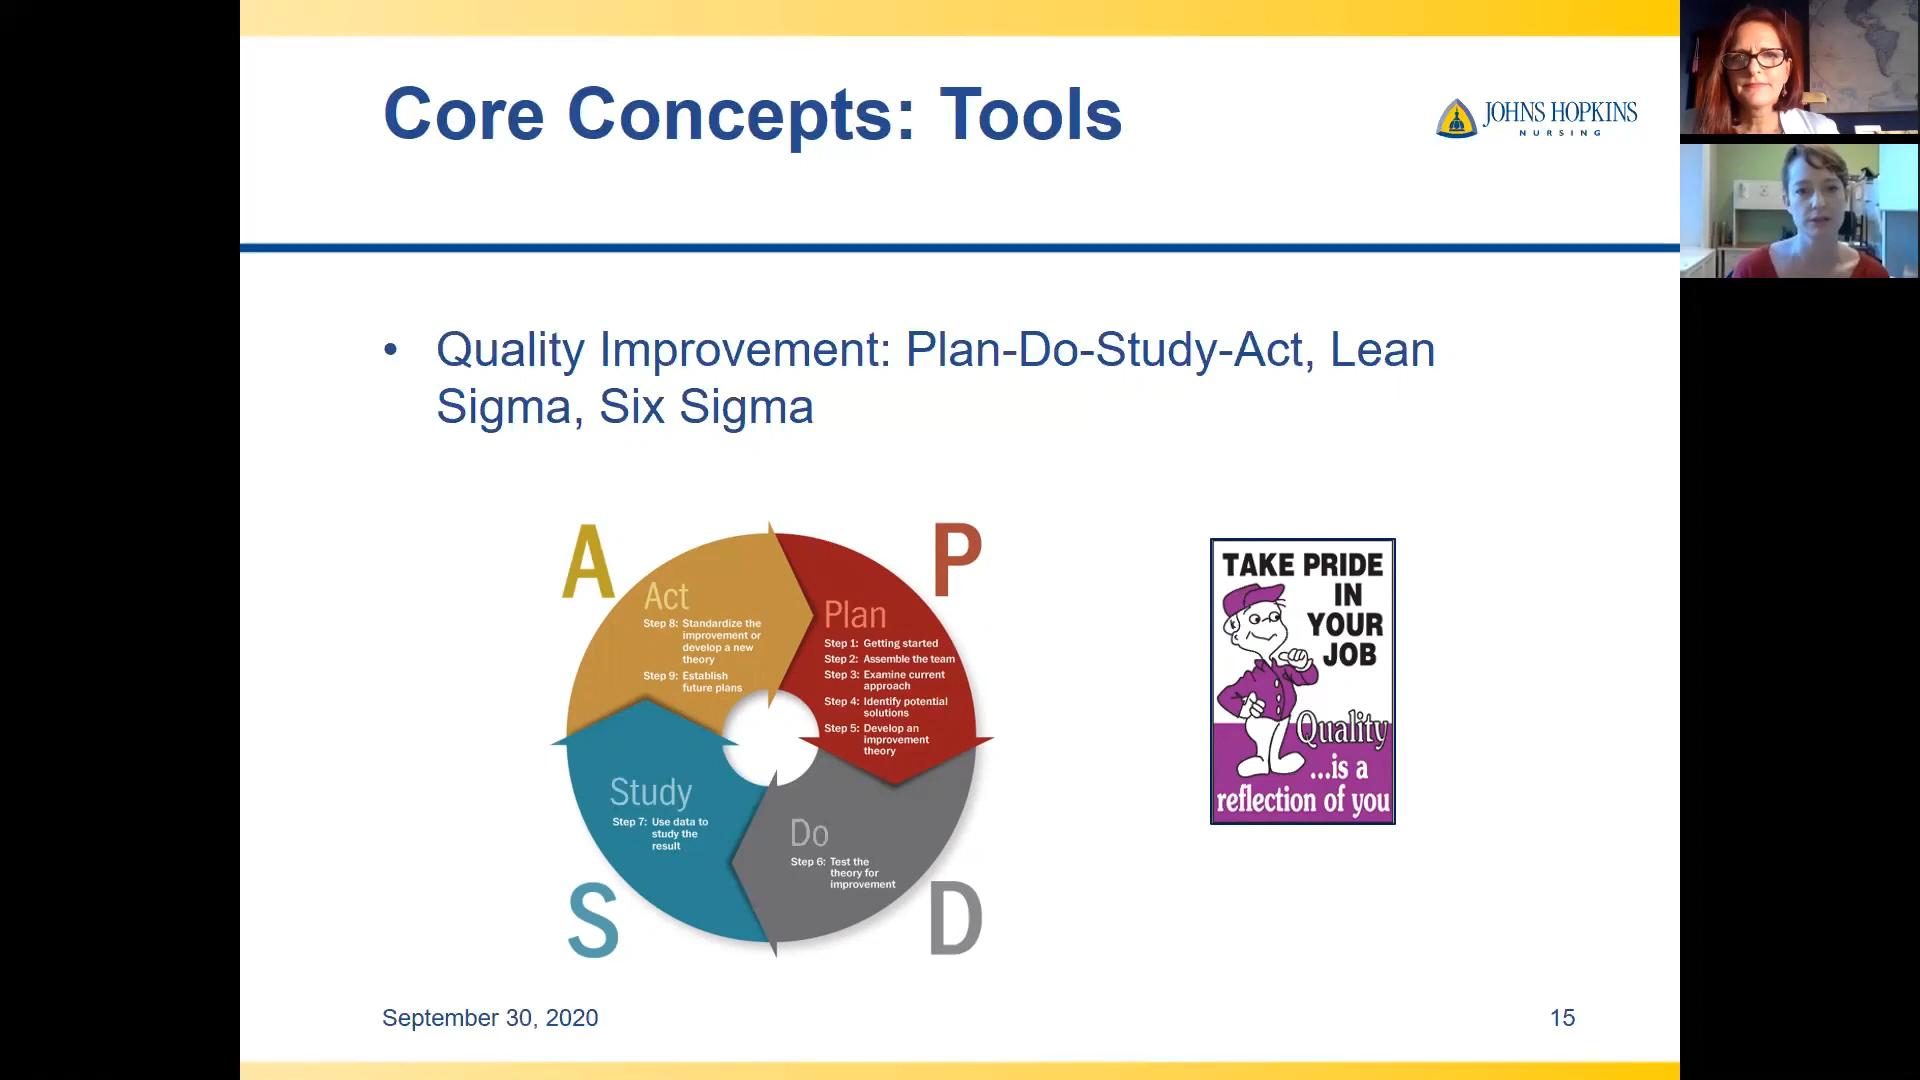 Core Concepts: Tools
JOHNS HOPKINS
NURSING
• Quality Improvement: Plan-Do-Study-Act, Lean
Sigma, Six Sigma
A
P
Act
Step 8: Standardize the
improvement or
develop a new
theory
Step 9: Establish
future plans
Plan
Step 1: Getting started
Step 2: Assemble the team
Step 3: Examine current
approach
Step 4: Identify potential
solutions
Step 5: Develop an
improvement
theory
Study
Step 7: Use data to
study the
result
Do
Step 6: Test the
theory for
improvement
S
D
TAKE PRIDE
IN
YOUR
JOB
Quality
...is a
reflection of you
September 30, 2020
15